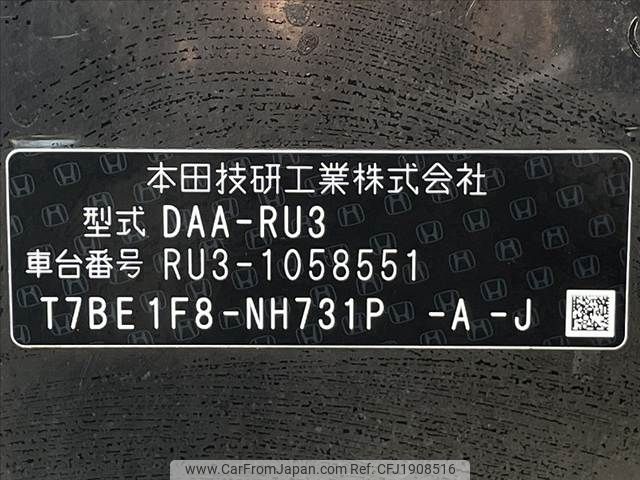 本田技研工業株式会社
型式 DAA-RU3
車台番号 RU3-1058551
T7BE1F8-NH731P -A-J
www.CarFromJapan.com Ref:CFJ1908516